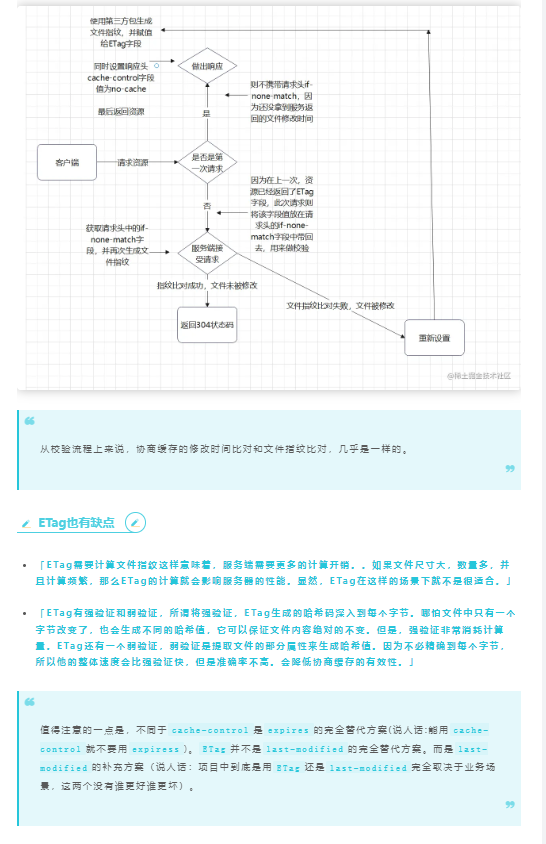 使用第三方包生成
文件指纹，并赋值
给ETag字段
同时设置响应头
cache-control字段
值为no-cache
最后返回资源
做出响应
则不携带请求头if-
none-match，因
为还没拿到服务返
回的文件修改时间
是
客户端
请求资源
是否是第
一次请求
因为在上一次，资
源已经返回了ETag
字段，此次请求则
将该字段值放在请
求头的if-none-
match字段中带回
去，用来做校验
否
获取请求头中的if-
none-match字
段，并再次生成文
件指纹
服务端接
受请求
指纹比对成功，文件未被修改
文件指纹比对失败，文件被修改
返回304状态码
重新设置
@稀土掘金技术社区
从校验流程上来说，协商缓存的修改时间比对和文件指纹比对，几乎是一样的。
ETag也有缺点
「ETag需要计算文件指纹这样意味着，服务端需要更多的计算开销。。如果文件尺寸大，数量多，并
且计算频繁，那么ETag的计算就会影响服务器的性能。显然，ETag在这样的场景下就不是很适合。」
「ETag有强验证和弱验证，所谓将强验证，ETag生成的哈希码深入到每个字节。哪怕文件中只有一个
字节改变了，也会生成不同的哈希值，它可以保证文件内容绝对的不变。但是，强验证非常消耗计算
量。ETag还有一个弱验证，弱验证是提取文件的部分属性来生成哈希值。因为不必精确到每个字节，
所以他的整体速度会比强验证快，但是准确率不高。会降低协商缓存的有效性。」
值得注意的一点是，不同于 cache-control 是 expires 的完全替代方案(说人话:能用 cache-
control 就不要用 expiress )。 ETag 并不是 last-modified 的完全替代方案。而是 last-
modified 的补充方案（说人话：项目中到底是用 ETag 还是 last-modified 完全取决于业务场
景，这两个没有谁更好谁更坏）。